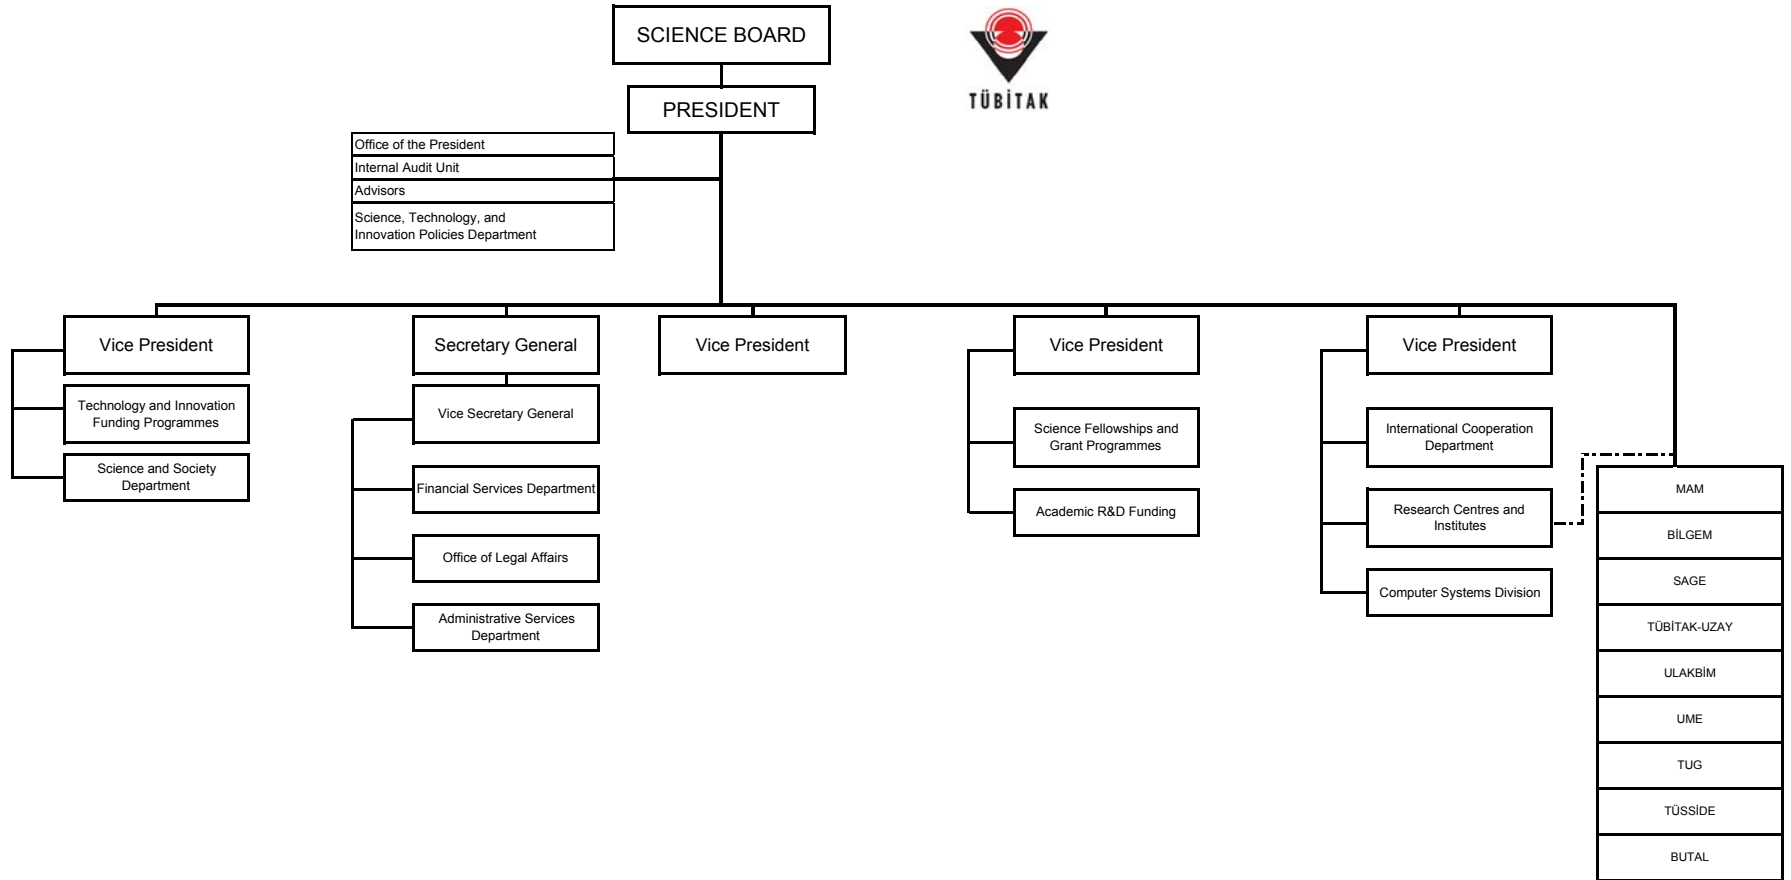 SCIENCE BOARD
TÜBİTAK
PRESIDENT
Office of the President
Internal Audit Unit
Advisors
Science, Technology, and
Innovation Policies Department
Vice President
Technology and Innovation
Funding Programmes
Science and Society
Department
Secretary General
Vice Secretary General
Financial Services Department
Office of Legal Affairs
Administrative Services
Department
Vice President
Vice President
Science Fellowships and
Grant Programmes
Academic R&D Funding
Vice President
International Cooperation
Department
Research Centres and
Institutes
Computer Systems Division
MAM
BİLGEM
SAGE
TÜBİTAK-UZAY
ULAKBİM
UME
TUG
TÜSSİDE
BUTAL